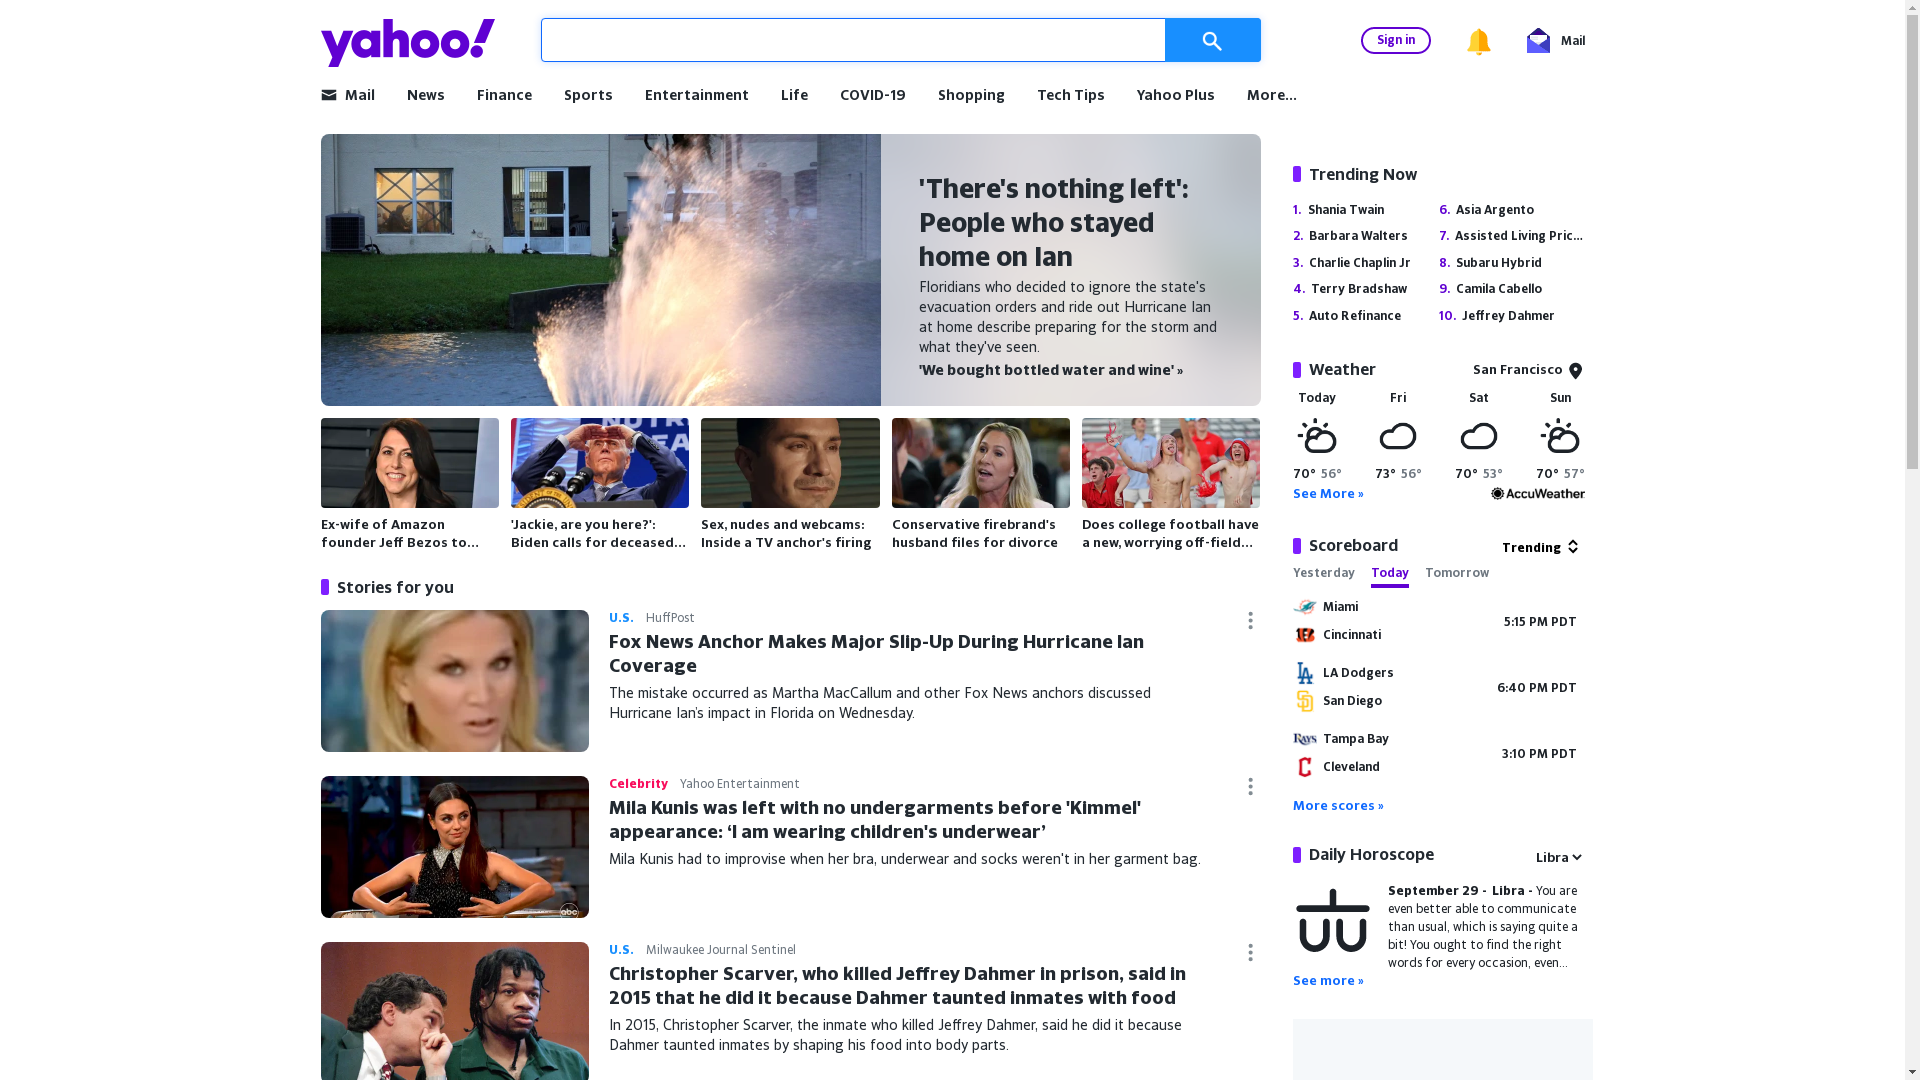 yahoo!
Sign in
Mail
Mail
News
Finance
Sports
Entertainment
Life
COVID-19
Shopping
Tech Tips
Yahoo Plus
More...
'There's nothing left':
People who stayed
home on Ian
Floridians who decided to ignore the state's
evacuation orders and ride out Hurricane Ian
at home describe preparing for the storm and
what they've seen.
'We bought bottled water and wine' »
Ex-wife of Amazon
founder Jeff Bezos to...
'Jackie, are you here?':
Biden calls for deceased...
Sex, nudes and webcams:
Inside a TV anchor's firing
Conservative firebrand's
husband files for divorce
Does college football have
a new, worrying off-field...
Stories for you
U.S. HuffPost
Fox News Anchor Makes Major Slip-Up During Hurricane Ian
Coverage
The mistake occurred as Martha MacCallum and other Fox News anchors discussed
Hurricane Ian's impact in Florida on Wednesday.
Celebrity Yahoo Entertainment
Mila Kunis was left with no undergarments before 'Kimmel'
appearance: ‘I am wearing children's underwear’
Mila Kunis had to improvise when her bra, underwear and socks weren't in her garment bag.
abc
U.S. Milwaukee Journal Sentinel
Christopher Scarver, who killed Jeffrey Dahmer in prison, said in
2015 that he did it because Dahmer taunted inmates with food
In 2015, Christopher Scarver, the inmate who killed Jeffrey Dahmer, said he did it because
Dahmer taunted inmates by shaping his food into body parts.
Trending Now
1. Shania Twain
2. Barbara Walters
3. Charlie Chaplin Jr
4. Terry Bradshaw
5. Auto Refinance
6. Asia Argento
7. Assisted Living Pric...
8. Subaru Hybrid
9. Camila Cabello
10. Jeffrey Dahmer
Weather
San Francisco
Today Fri Sat Sun
70° 56° 73° 56° 70° 53° 70° 57°
See More »
AccuWeather
Scoreboard
Trending
Yesterday Today Tomorrow
Miami
Cincinnati
5:15 PM PDT
LA Dodgers
San Diego
6:40 PM PDT
RAYS
Tampa Bay
Cleveland
3:10 PM PDT
More scores »
Daily Horoscope
Libra
September 29 - Libra - You are
even better able to communicate
than usual, which is saying quite a
bit! You ought to find the right
words for every occasion, even...
See more »